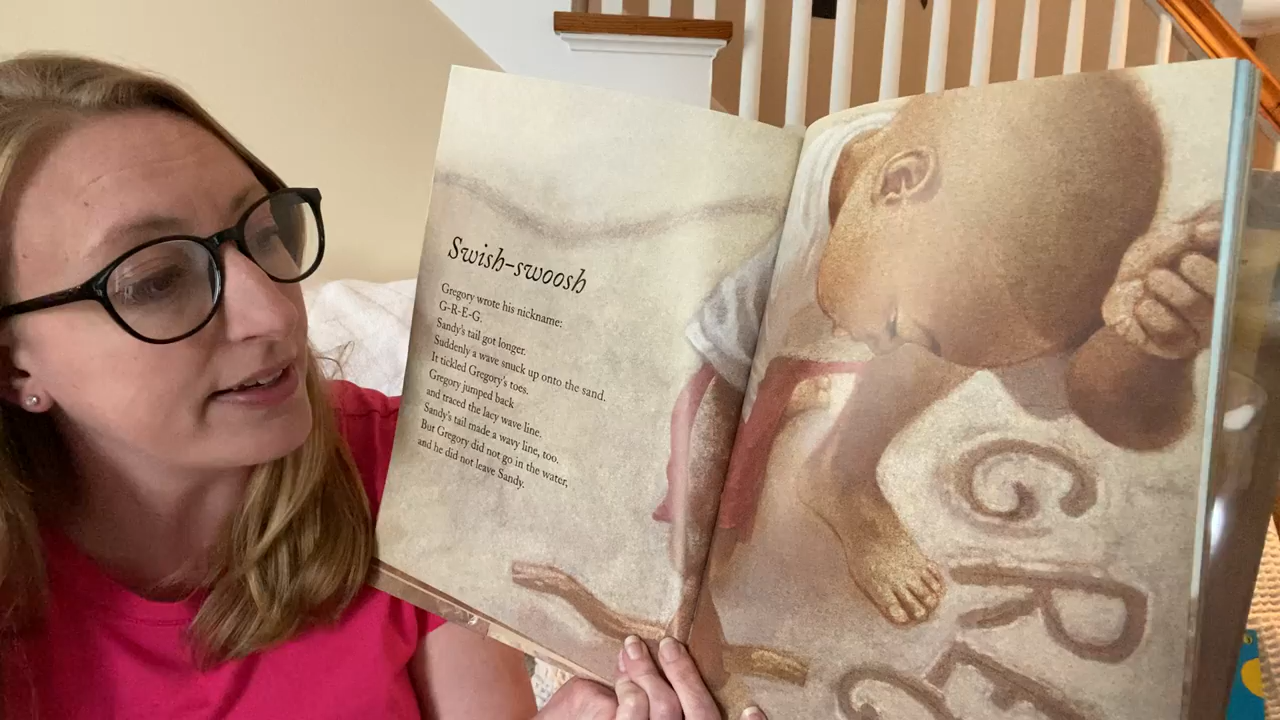 Swish-swoosh
Gregory wrote his nickname:
G-R-E-G.
Sandy's tail got longer.
Suddenly a wave snuck up onto the sand.
It tickled Gregory's toes.
Gregory jumped back
and traced the lacy wave line.
Sandy's tail made a wavy line, too.
But Gregory did not go in the water,
and he did not leave Sandy.
G
R
E
G